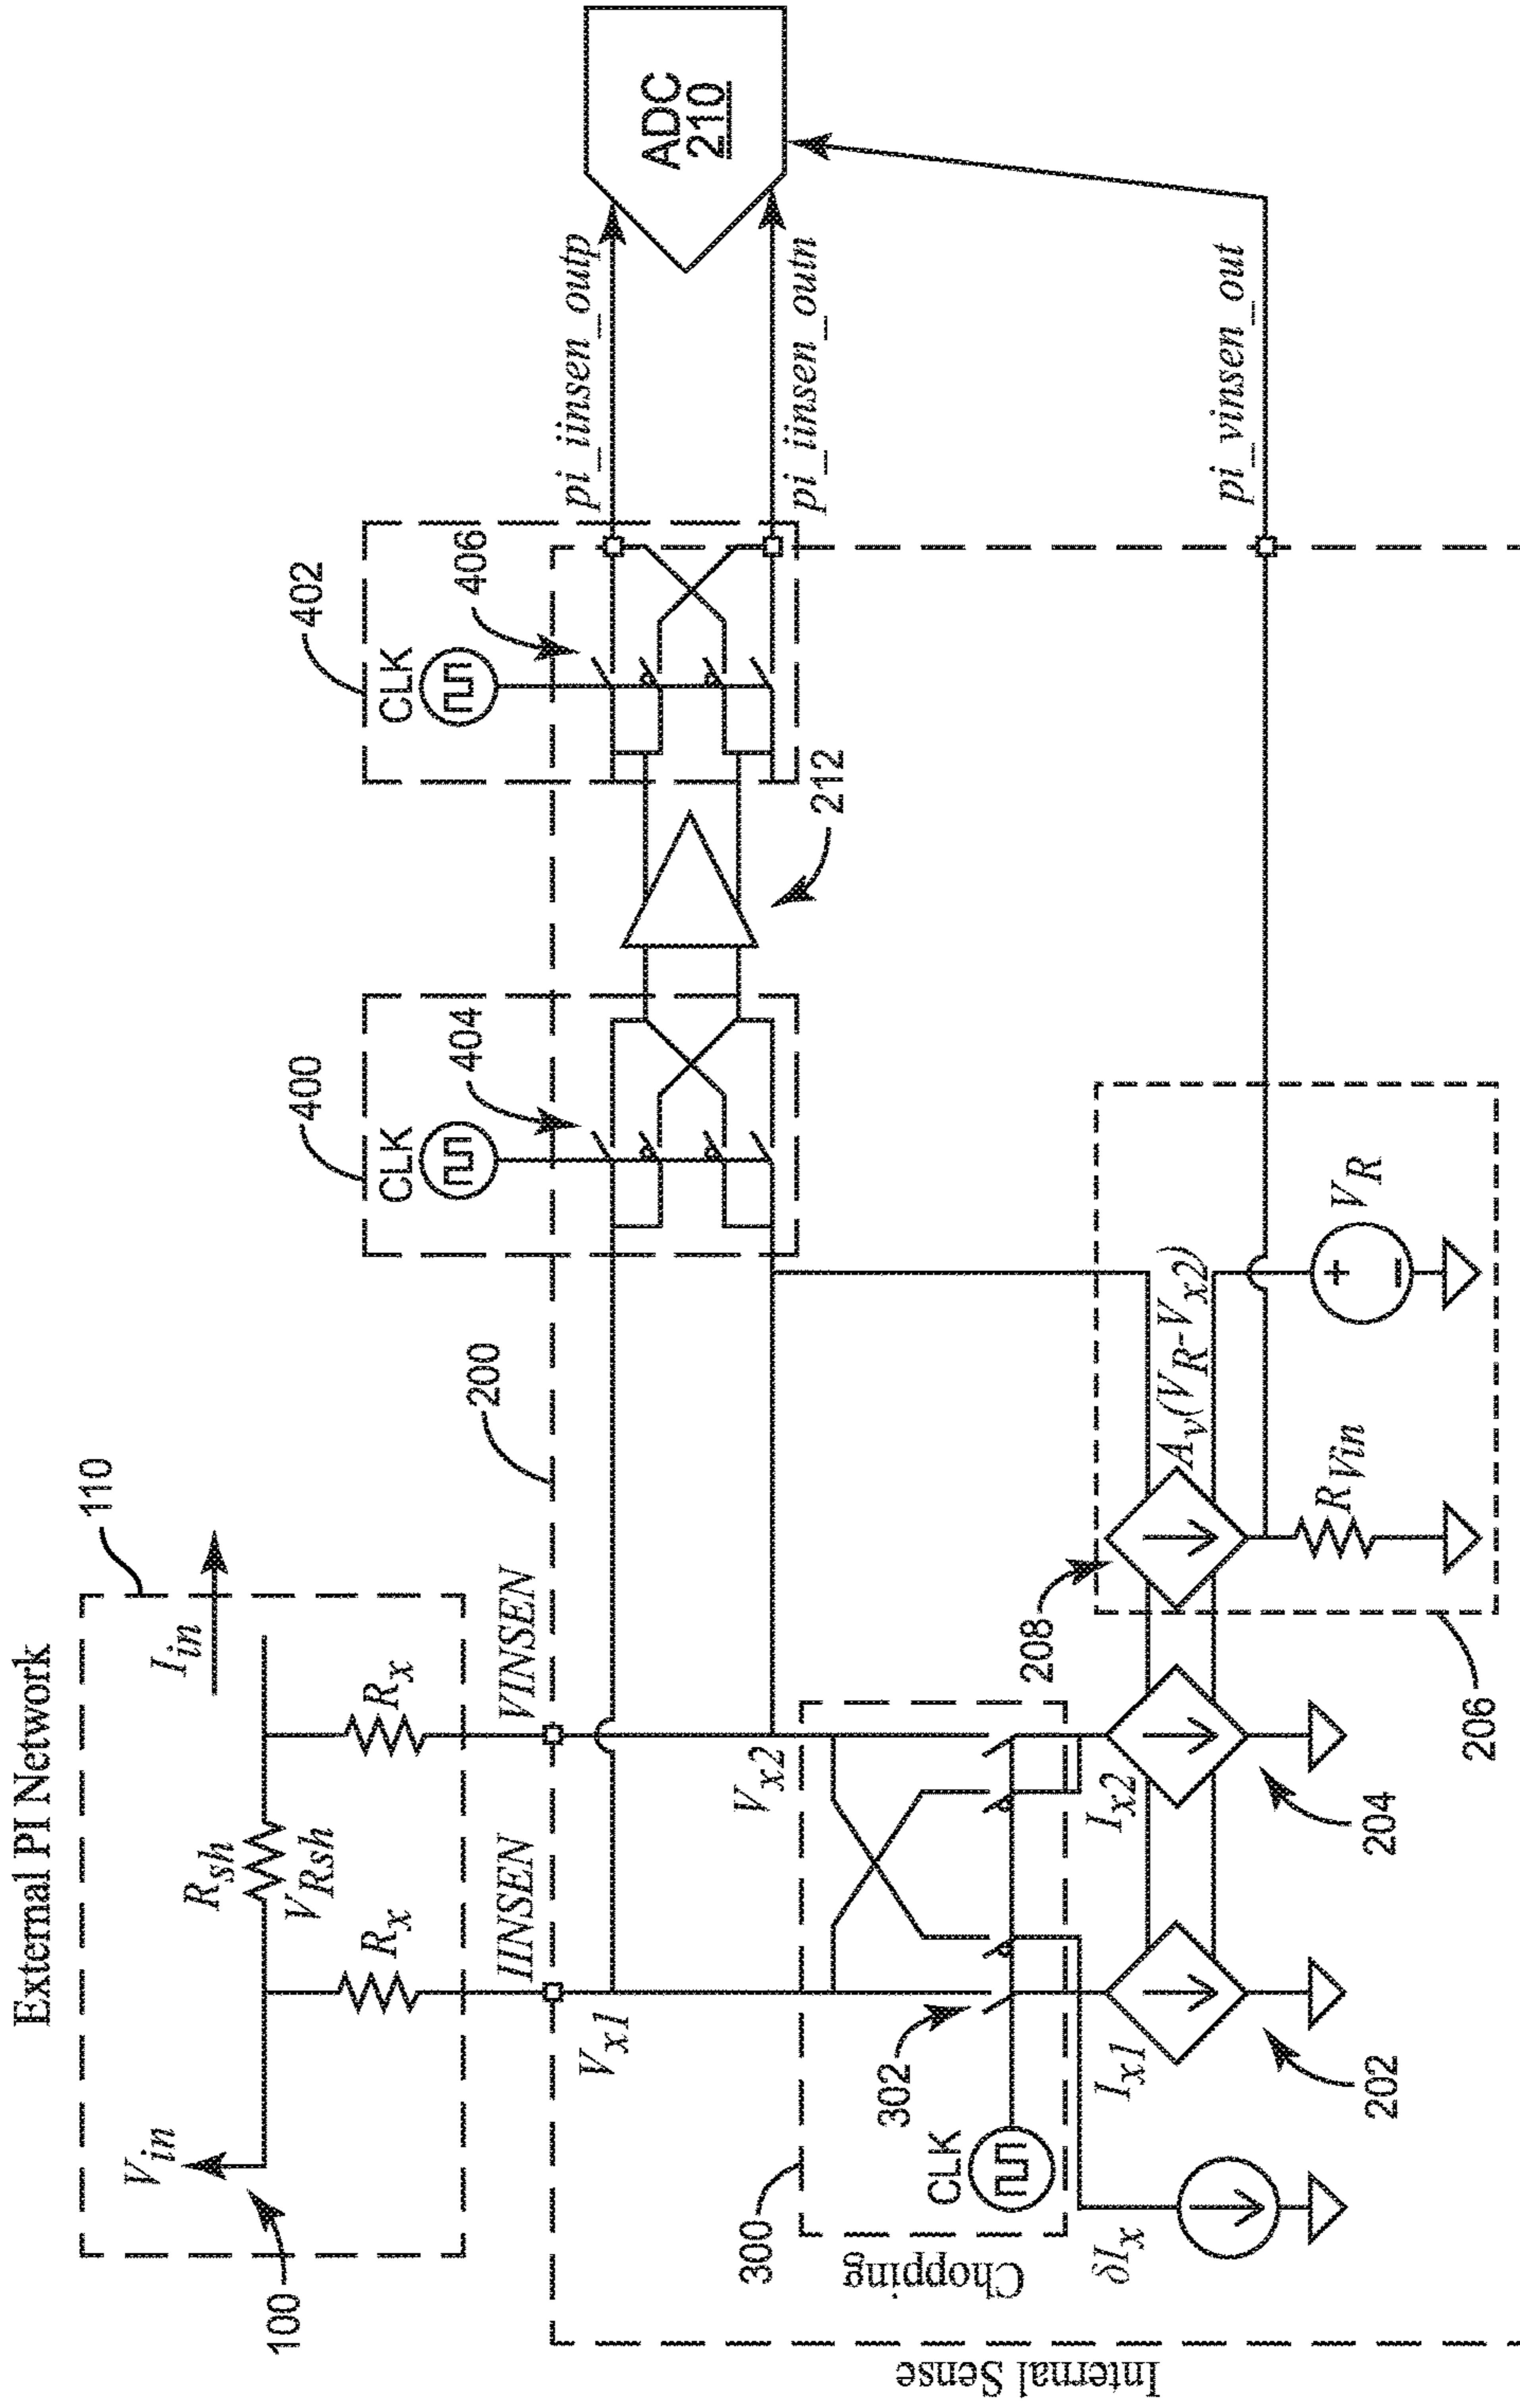 External PI Network
110
V_in
100
R_sh
V_Rsh
I_in
R_x
R_x
IINSEN
VINSEN
200
400
CLK
404
402
CLK
406
212
pi_iinsen_outp
pi_iinsen_outn
ADC
210
V_x1
V_x2
300
Chopping
302
CLK
δI_x
I_x1
I_x2
202
204
208
A_v(V_R-V_x2)
R_Vin
V_R
206
pi_vinsen_out
Internal Sense